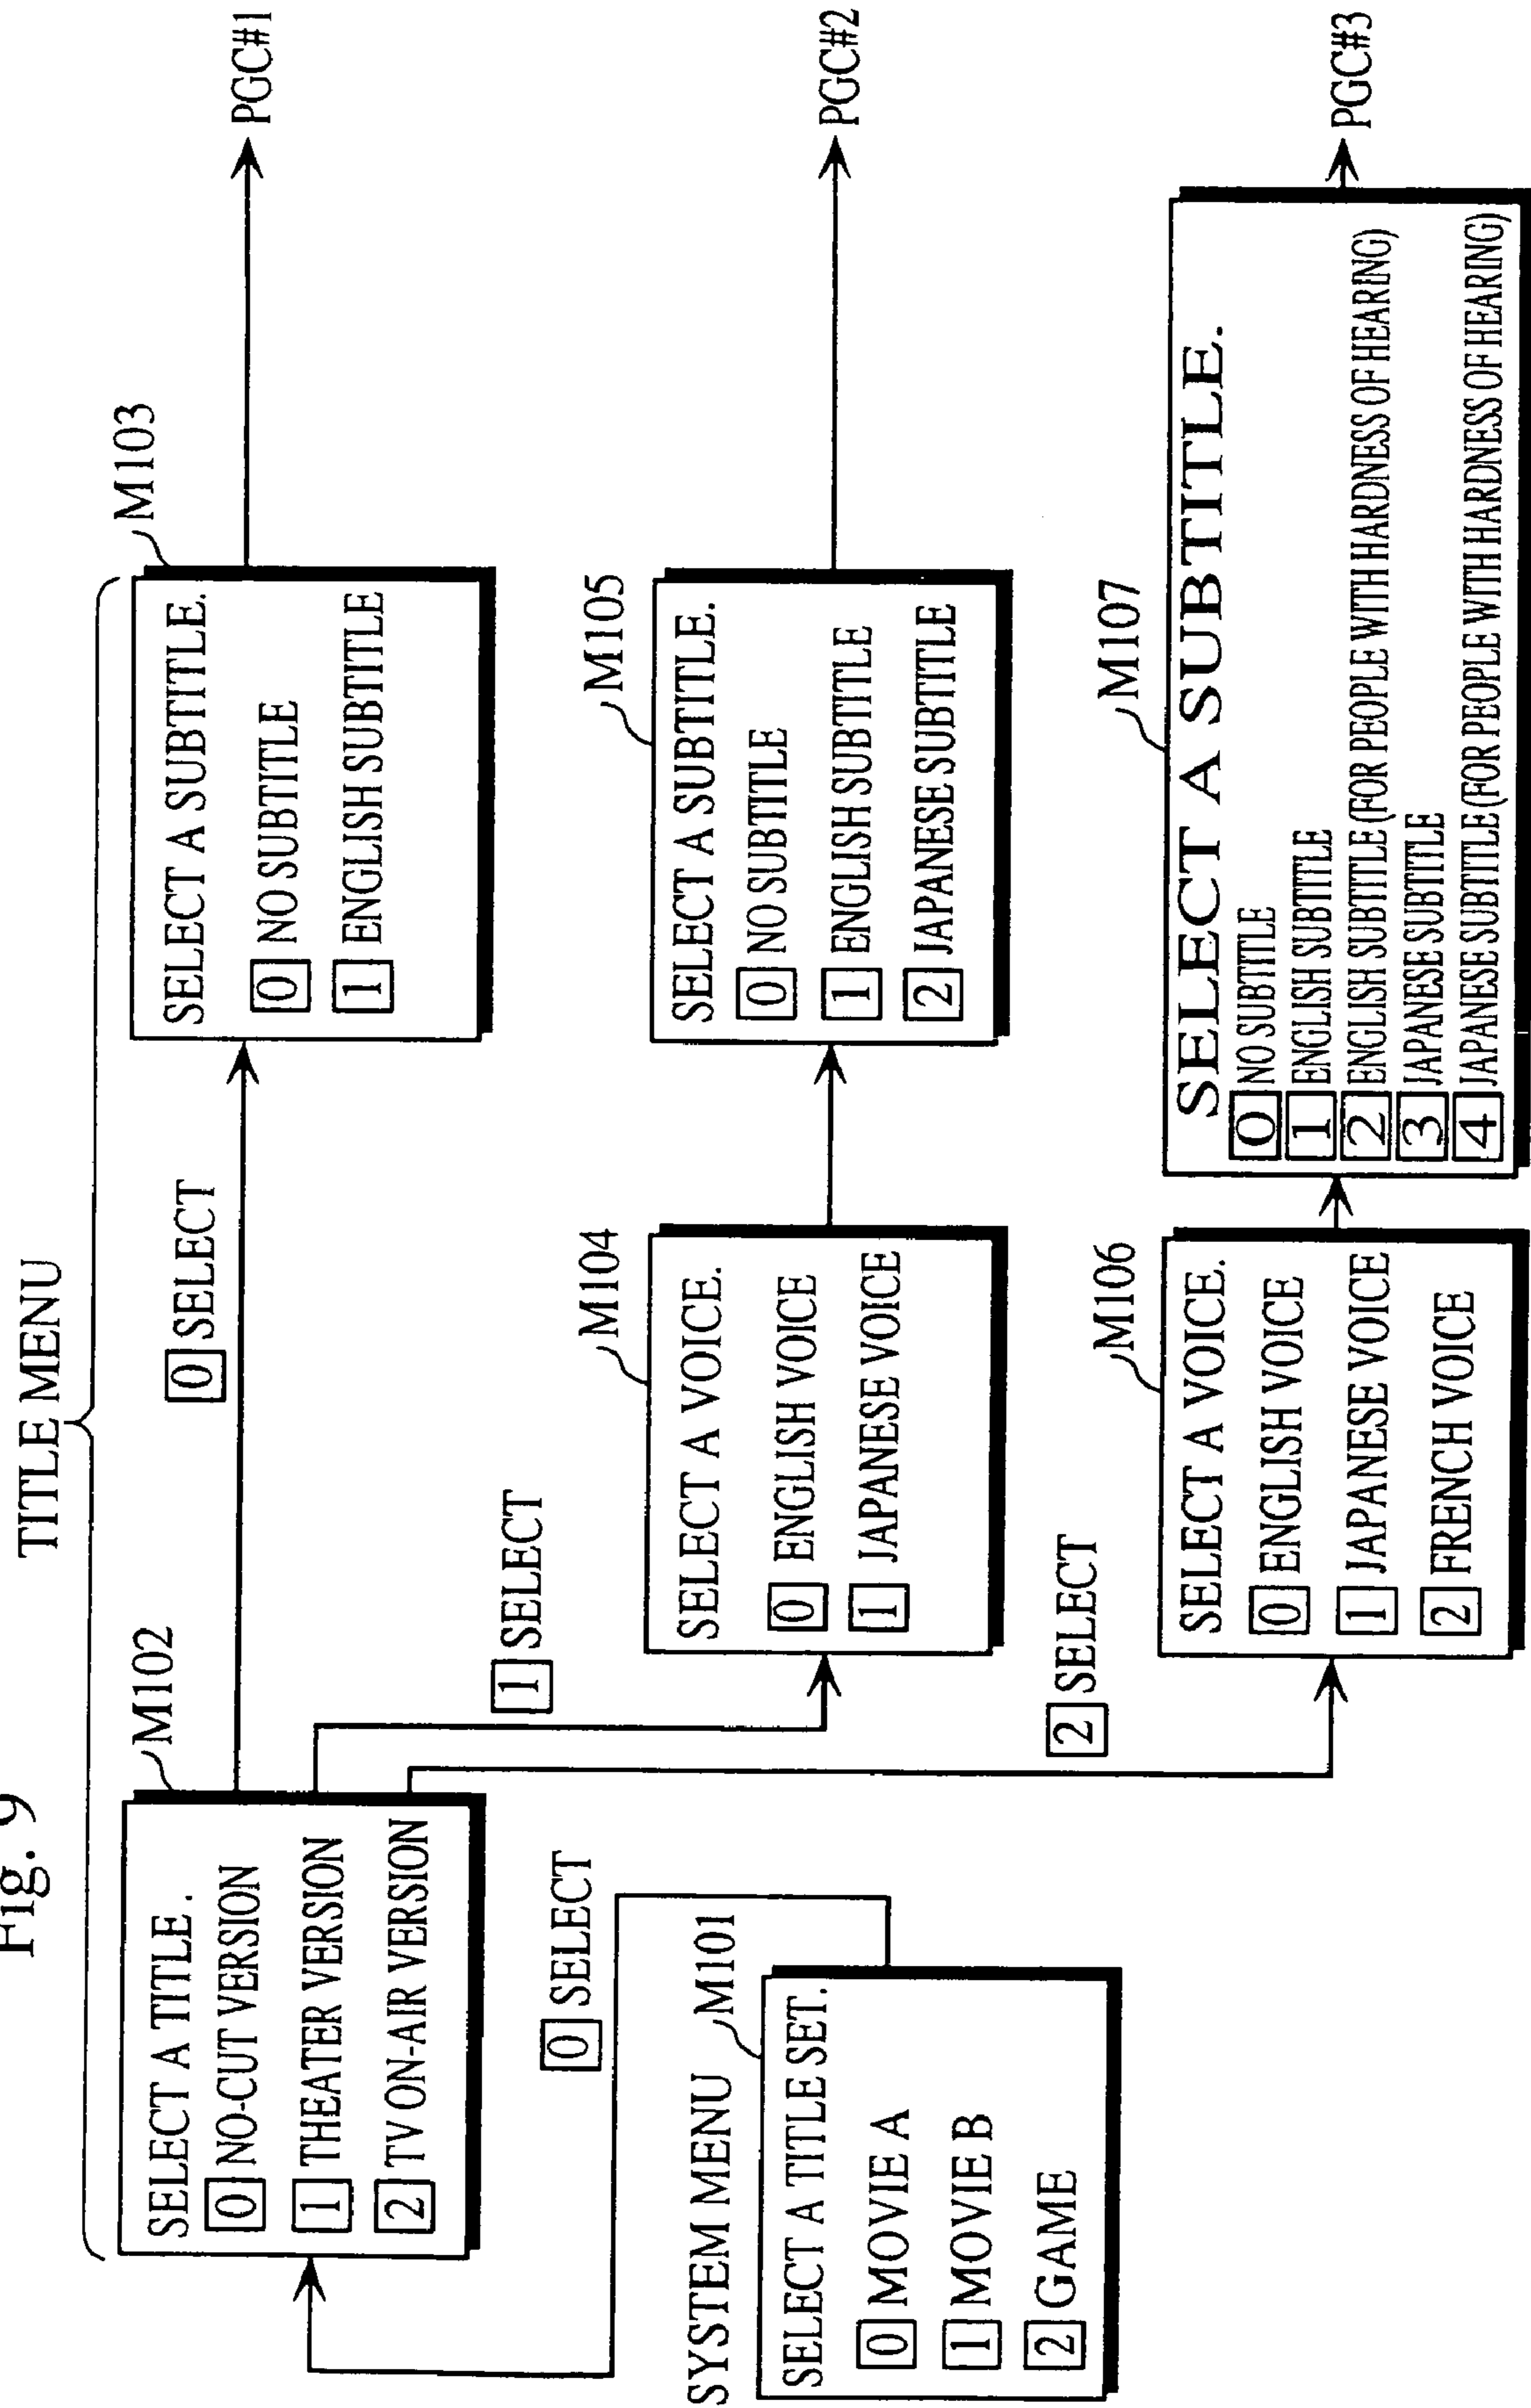 Fig. 9
TITLE MENU
M102
SELECT A TITLE.
0 NO-CUT VERSION
1 THEATER VERSION
2 TV ON-AIR VERSION
0 SELECT
M103
SELECT A SUBTITLE.
0 NO SUBTITLE
1 ENGLISH SUBTITLE
PGC#1
SYSTEM MENU
M101
SELECT A TITLE SET.
0 MOVIE A
1 MOVIE B
2 GAME
0 SELECT
1 SELECT
M104
SELECT A VOICE.
0 ENGLISH VOICE
1 JAPANESE VOICE
M105
SELECT A SUBTITLE.
0 NO SUBTITLE
1 ENGLISH SUBTITLE
2 JAPANESE SUBTITLE
PGC#2
2 SELECT
M106
SELECT A VOICE.
0 ENGLISH VOICE
1 JAPANESE VOICE
2 FRENCH VOICE
M107
SELECT A SUBTITLE.
0 NO SUBTITLE
1 ENGLISH SUBTITLE
2 ENGLISH SUBTITLE (FOR PEOPLE WITH HARDNESS OF HEARING)
3 JAPANESE SUBTITLE
4 JAPANESE SUBTITLE (FOR PEOPLE WITH HARDNESS OF HEARING)
PGC#3